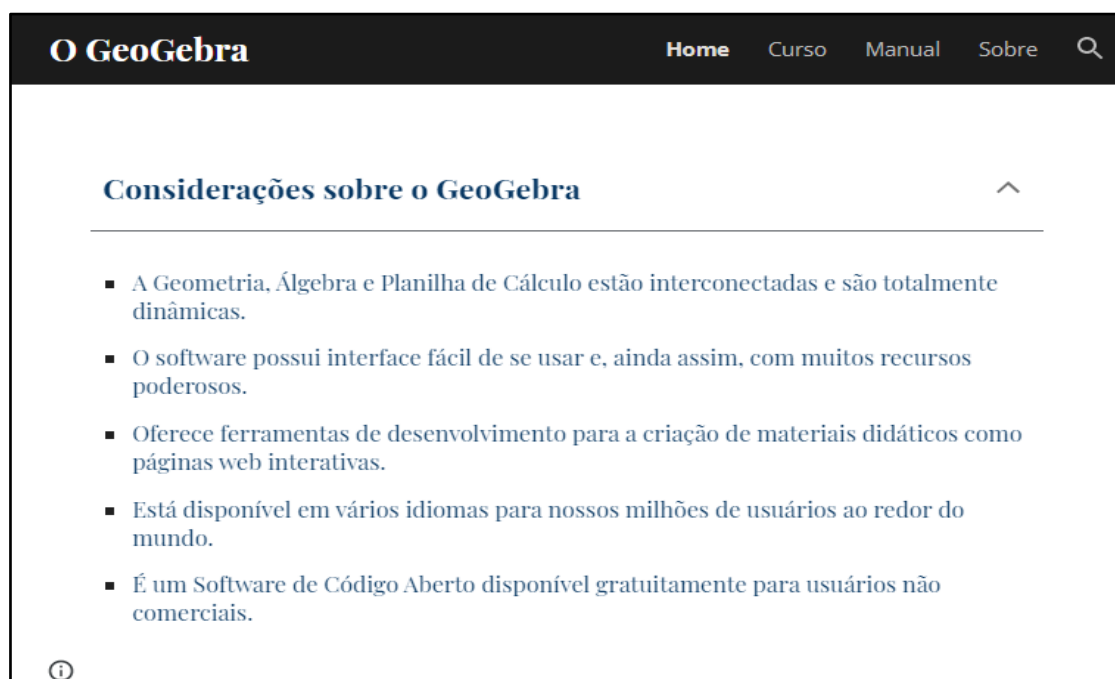 O GeoGebra Home Curso Manual Sobre
Considerações sobre o GeoGebra
▪ A Geometria, Álgebra e Planilha de Cálculo estão interconectadas e são totalmente
dinâmicas.
▪ O software possui interface fácil de se usar e, ainda assim, com muitos recursos
poderosos.
▪ Oferece ferramentas de desenvolvimento para a criação de materiais didáticos como
páginas web interativas.
▪ Está disponível em vários idiomas para nossos milhões de usuários ao redor do
mundo.
▪ É um Software de Código Aberto disponível gratuitamente para usuários não
comerciais.